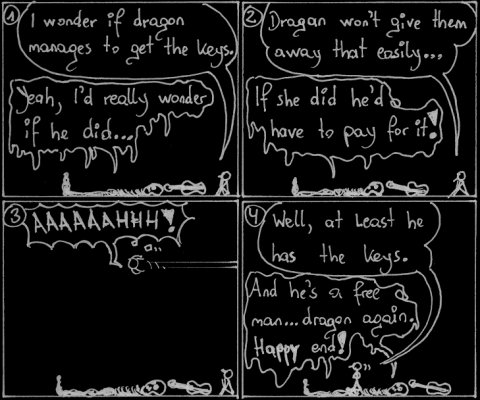 1
I wonder if dragon
manages to get the keys.
Yeah, I'd really wonder
if he did...
2
Dragan won't give them
away that easily...
If she did he'd
have to pay for it!
3
AAAAAAHHH!
4
Well, at least he
has the keys.
And he's a free
man... dragon again.
Happy end!